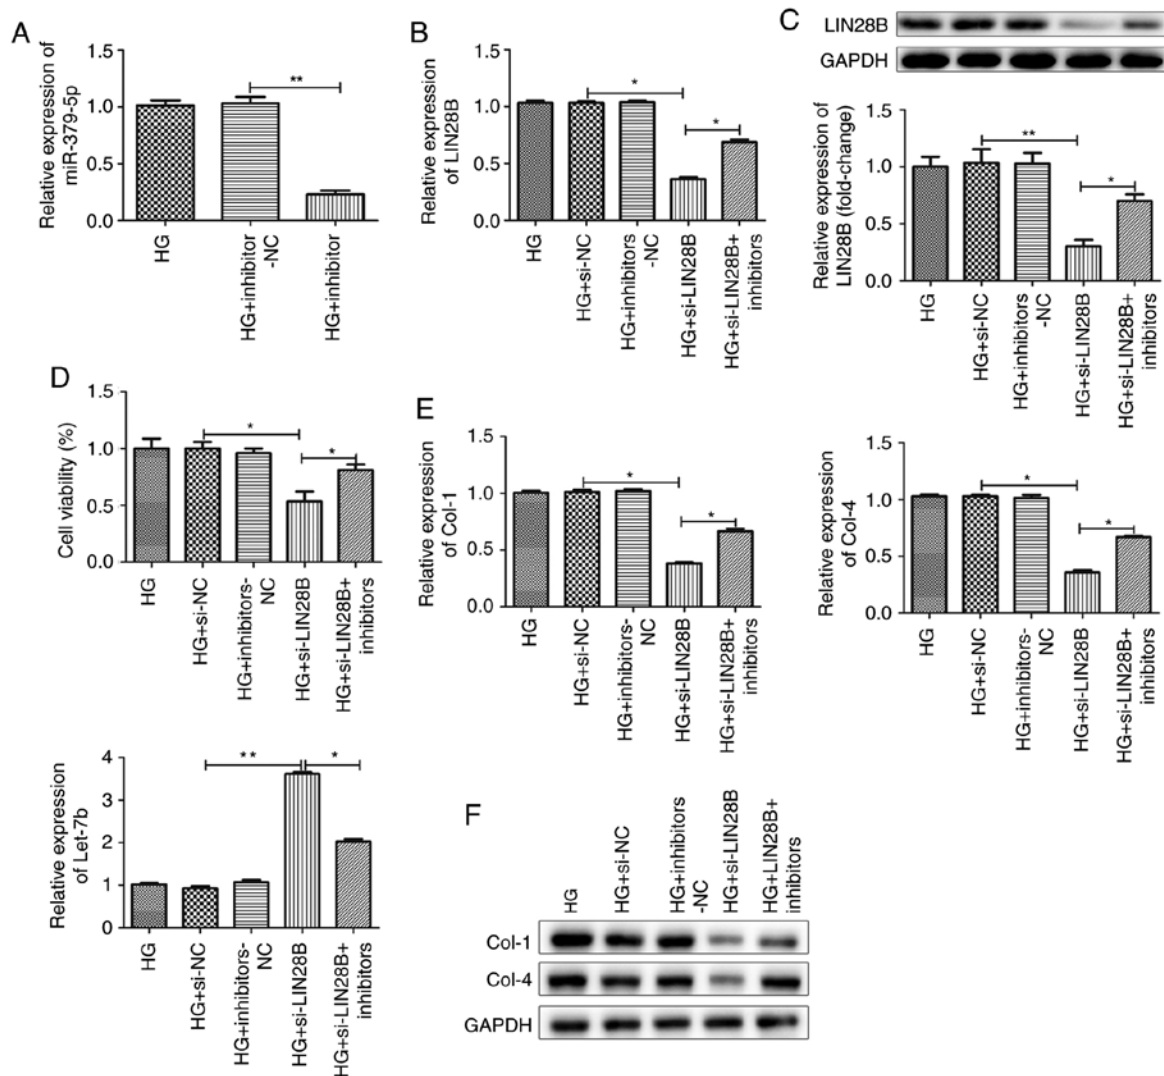 A
Relative expression of
miR-379-5p
1.5
1.0
0.5
0.0
**
HG
HG+inhibitor
-NC
HG+inhibitor
B
Relative expression
of LIN28B
1.5
1.0
0.5
0.0
*
*
HG
HG+si-NC
HG+inhibitors
-NC
HG+si-LIN28B
HG+si-LIN28B+
inhibitors
C
LIN28B
GAPDH
Relative expression of
LIN28B (fold-change)
1.5
1.0
0.5
0.0
**
*
HG
HG+si-NC
HG+inhibitors
-NC
HG+si-LIN28B
HG+si-LIN28B+
inhibitors
D
Cell viability (%)
1.5
1.0
0.5
0.0
*
*
HG
HG+si-NC
HG+inhibitors-
NC
HG+si-LIN28B
HG+si-LIN28B+
inhibitors
E
Relative expression
of Col-1
1.5
1.0
0.5
0.0
*
*
HG
HG+si-NC
HG+inhibitors-
NC
HG+si-LIN28B
HG+si-LIN28B+
inhibitors
Relative expression
of Col-4
1.5
1.0
0.5
0.0
*
*
HG
HG+si-NC
HG+inhibitors-
NC
HG+si-LIN28B
HG+si-LIN28B+
inhibitors
Relative expression
of Let-7b
4
3
2
1
0
**
*
HG
HG+si-NC
HG+inhibitors-
NC
HG+si-LIN28B
HG+si-LIN28B+
inhibitors
F
HG
HG+si-NC
HG+inhibitors
-NC
HG+si-LIN28B
HG+LIN28B+
inhibitors
Col-1
Col-4
GAPDH